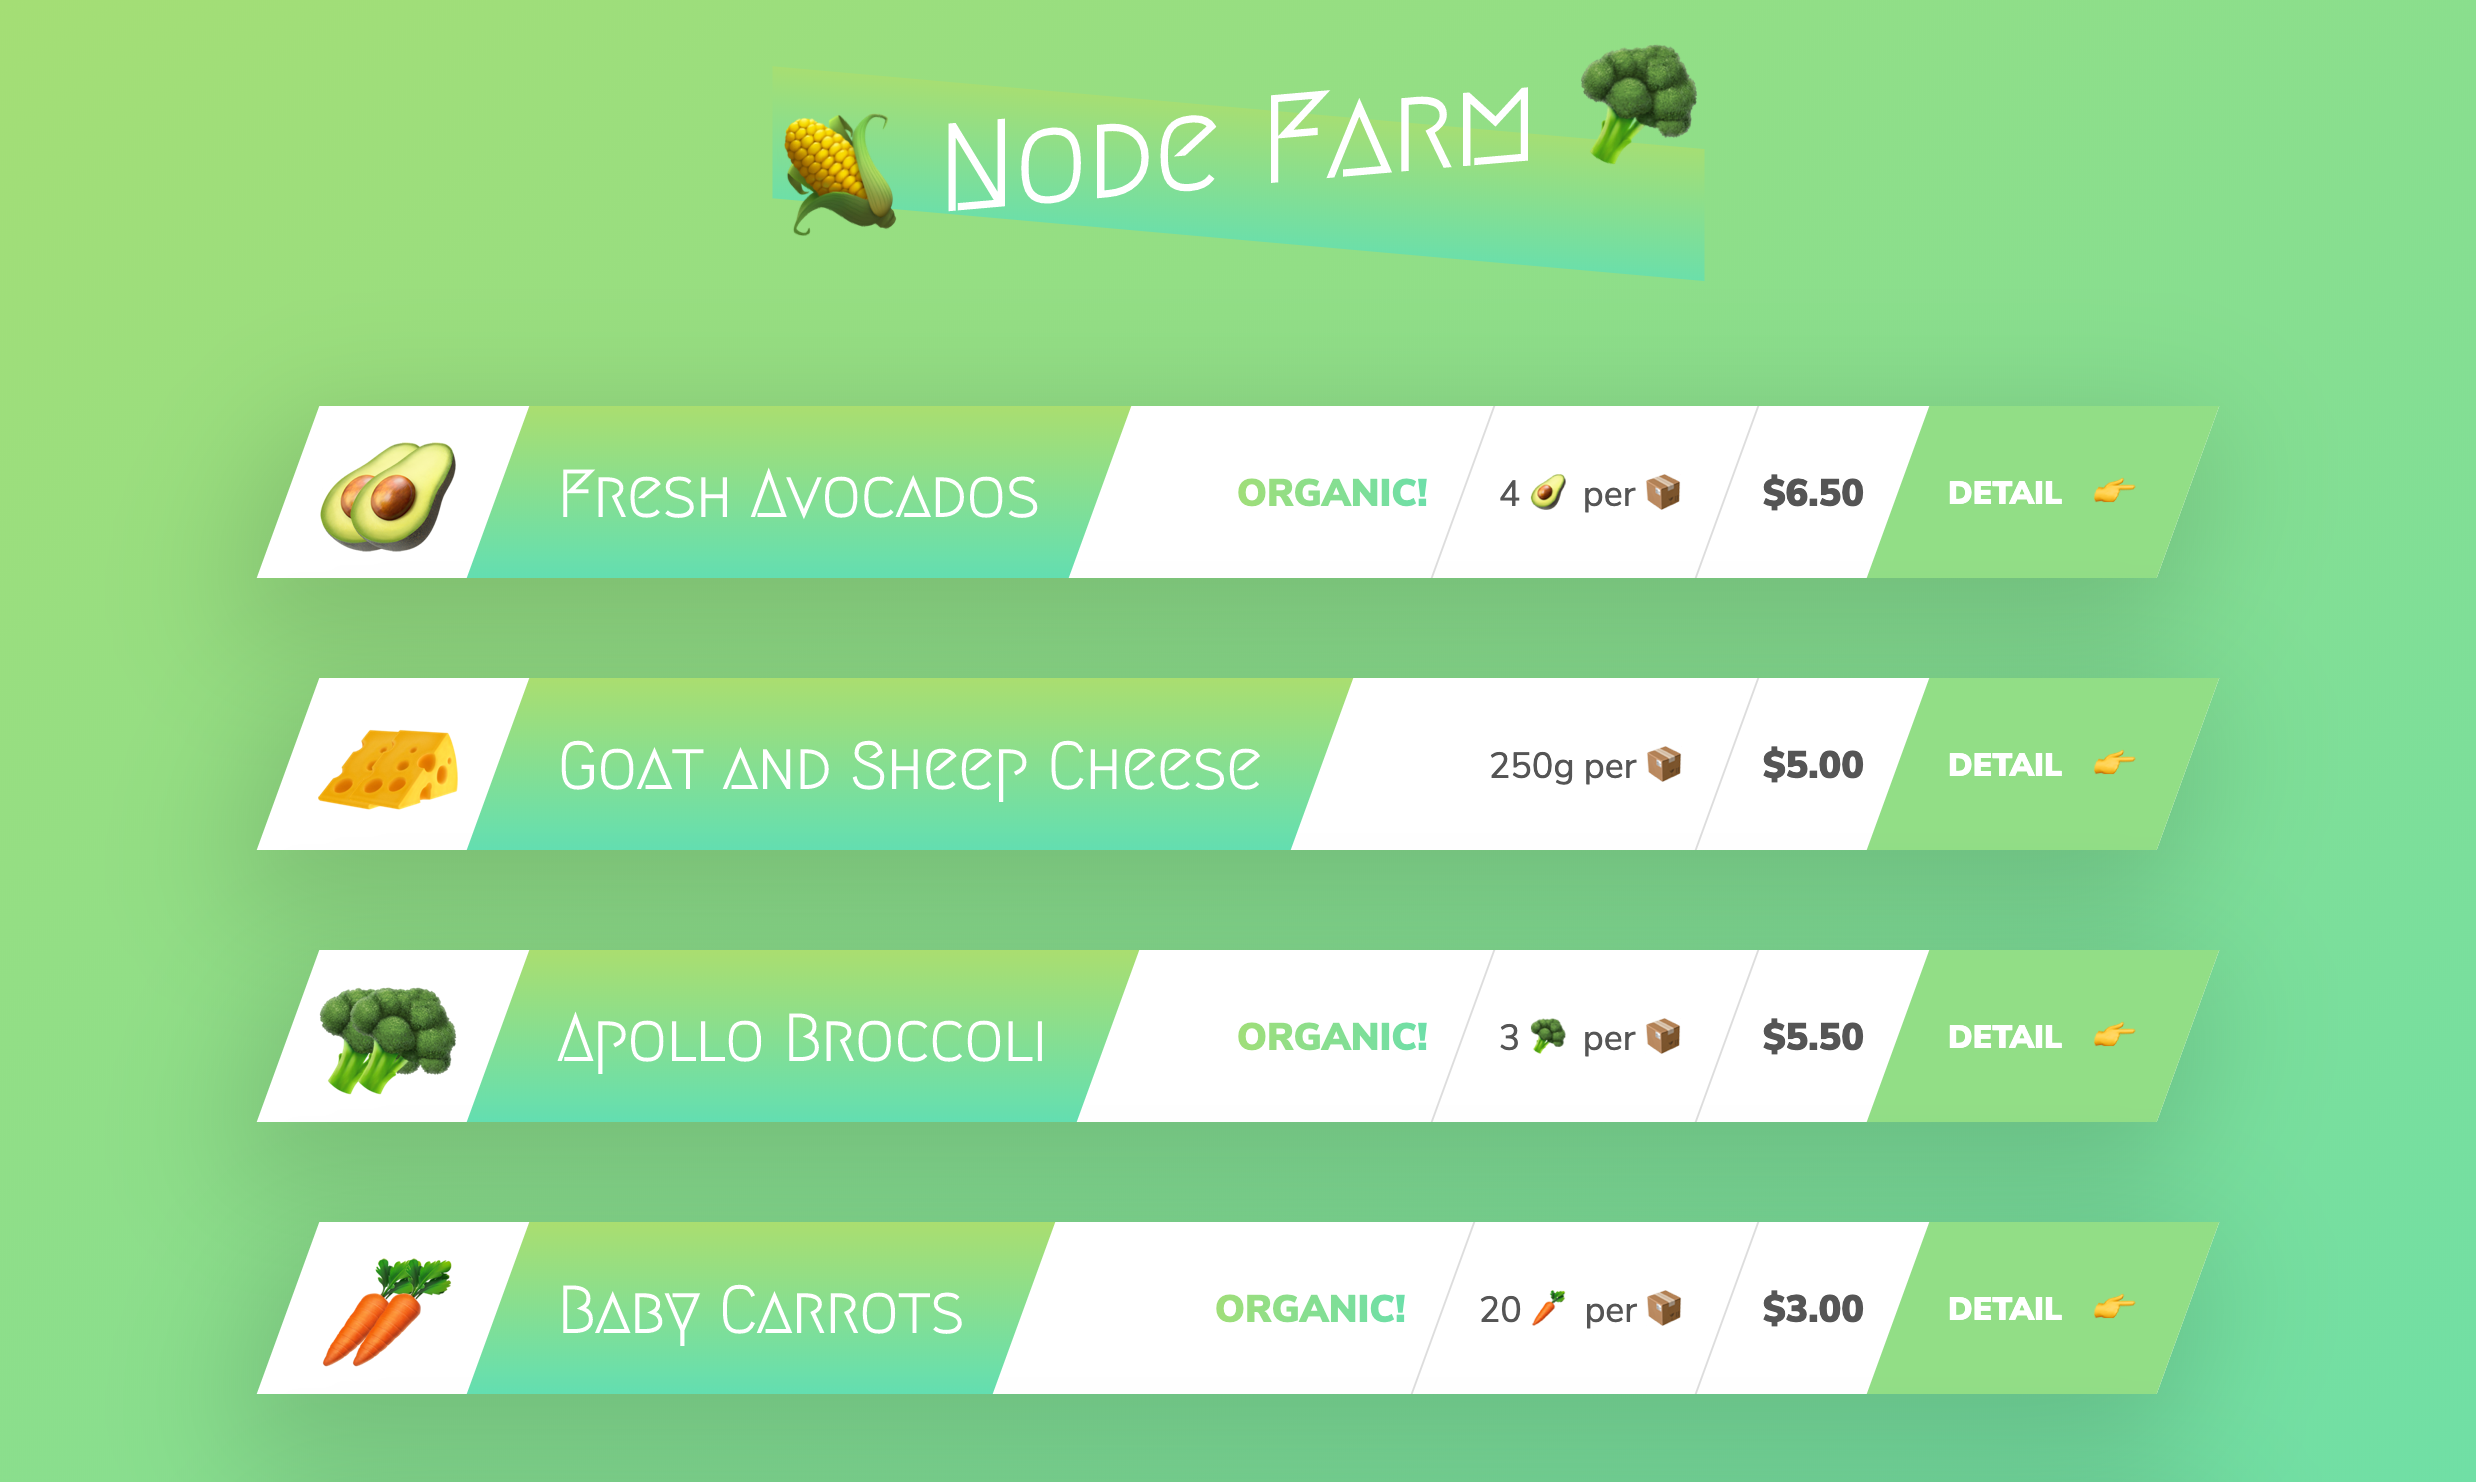 🌽 Node Farm 🥦
Fresh Avocados ORGANIC! 4 🥑 per 📦 $6.50 DETAIL 👉
Goat and Sheep Cheese 250g per 📦 $5.00 DETAIL 👉
Apollo Broccoli ORGANIC! 3 🥦 per 📦 $5.50 DETAIL 👉
Baby Carrots ORGANIC! 20 🥕 per 📦 $3.00 DETAIL 👉